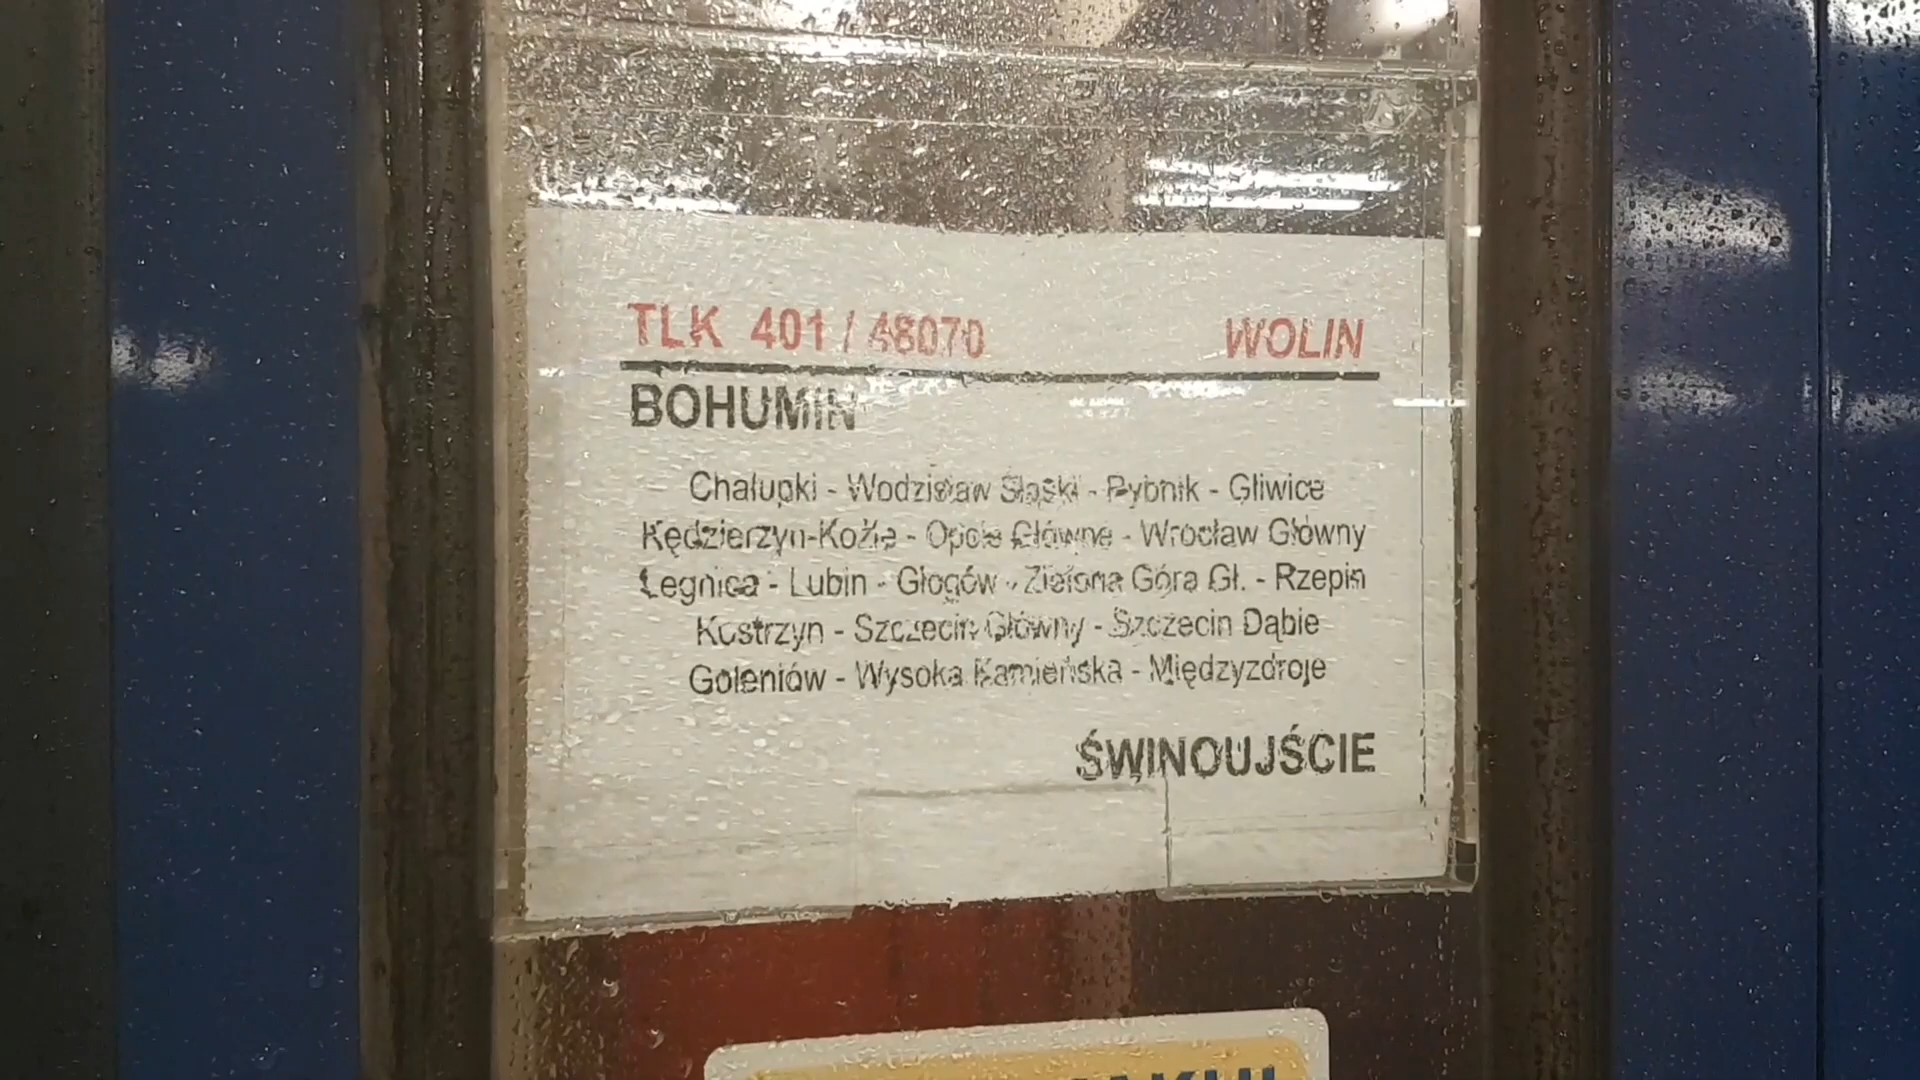 TLK 401 / 48070 WOLIN
BOHUMIN
Chałupki - Wodzisław Śląski - Rybnik - Gliwice
Kędzierzyn-Koźle - Opole Główne - Wrocław Główny
Legnica - Lubin - Głogów - Zielona Góra Gł. - Rzepin
Kostrzyn - Szczecin Główny - Szczecin Dąbie
Goleniów - Wysoka Kamieńska - Międzyzdroje
ŚWINOUJŚCIE